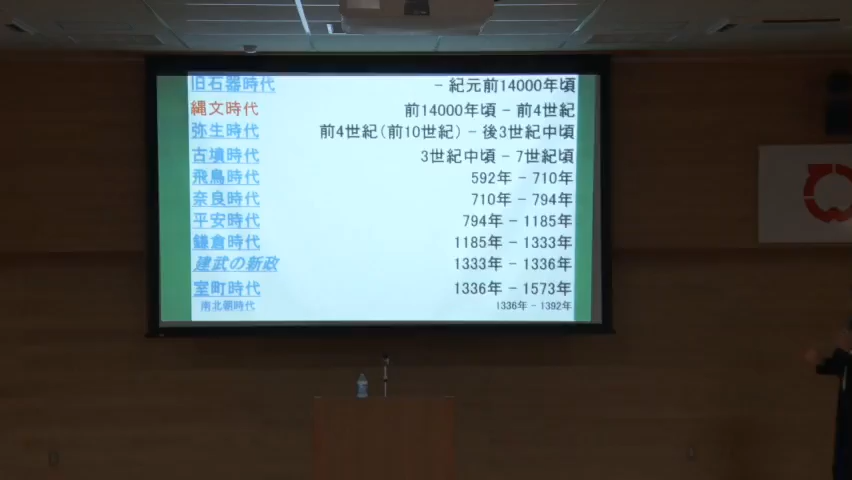 旧石器時代 – 紀元前14000年頃
縄文時代 前14000年頃 – 前4世紀
弥生時代 前4世紀(前10世紀) – 後3世紀中頃
古墳時代 3世紀中頃 – 7世紀頃
飛鳥時代 592年 – 710年
奈良時代 710年 – 794年
平安時代 794年 – 1185年
鎌倉時代 1185年 – 1333年
建武の新政 1333年 – 1336年
室町時代 1336年 – 1573年
南北朝時代 1336年 – 1392年